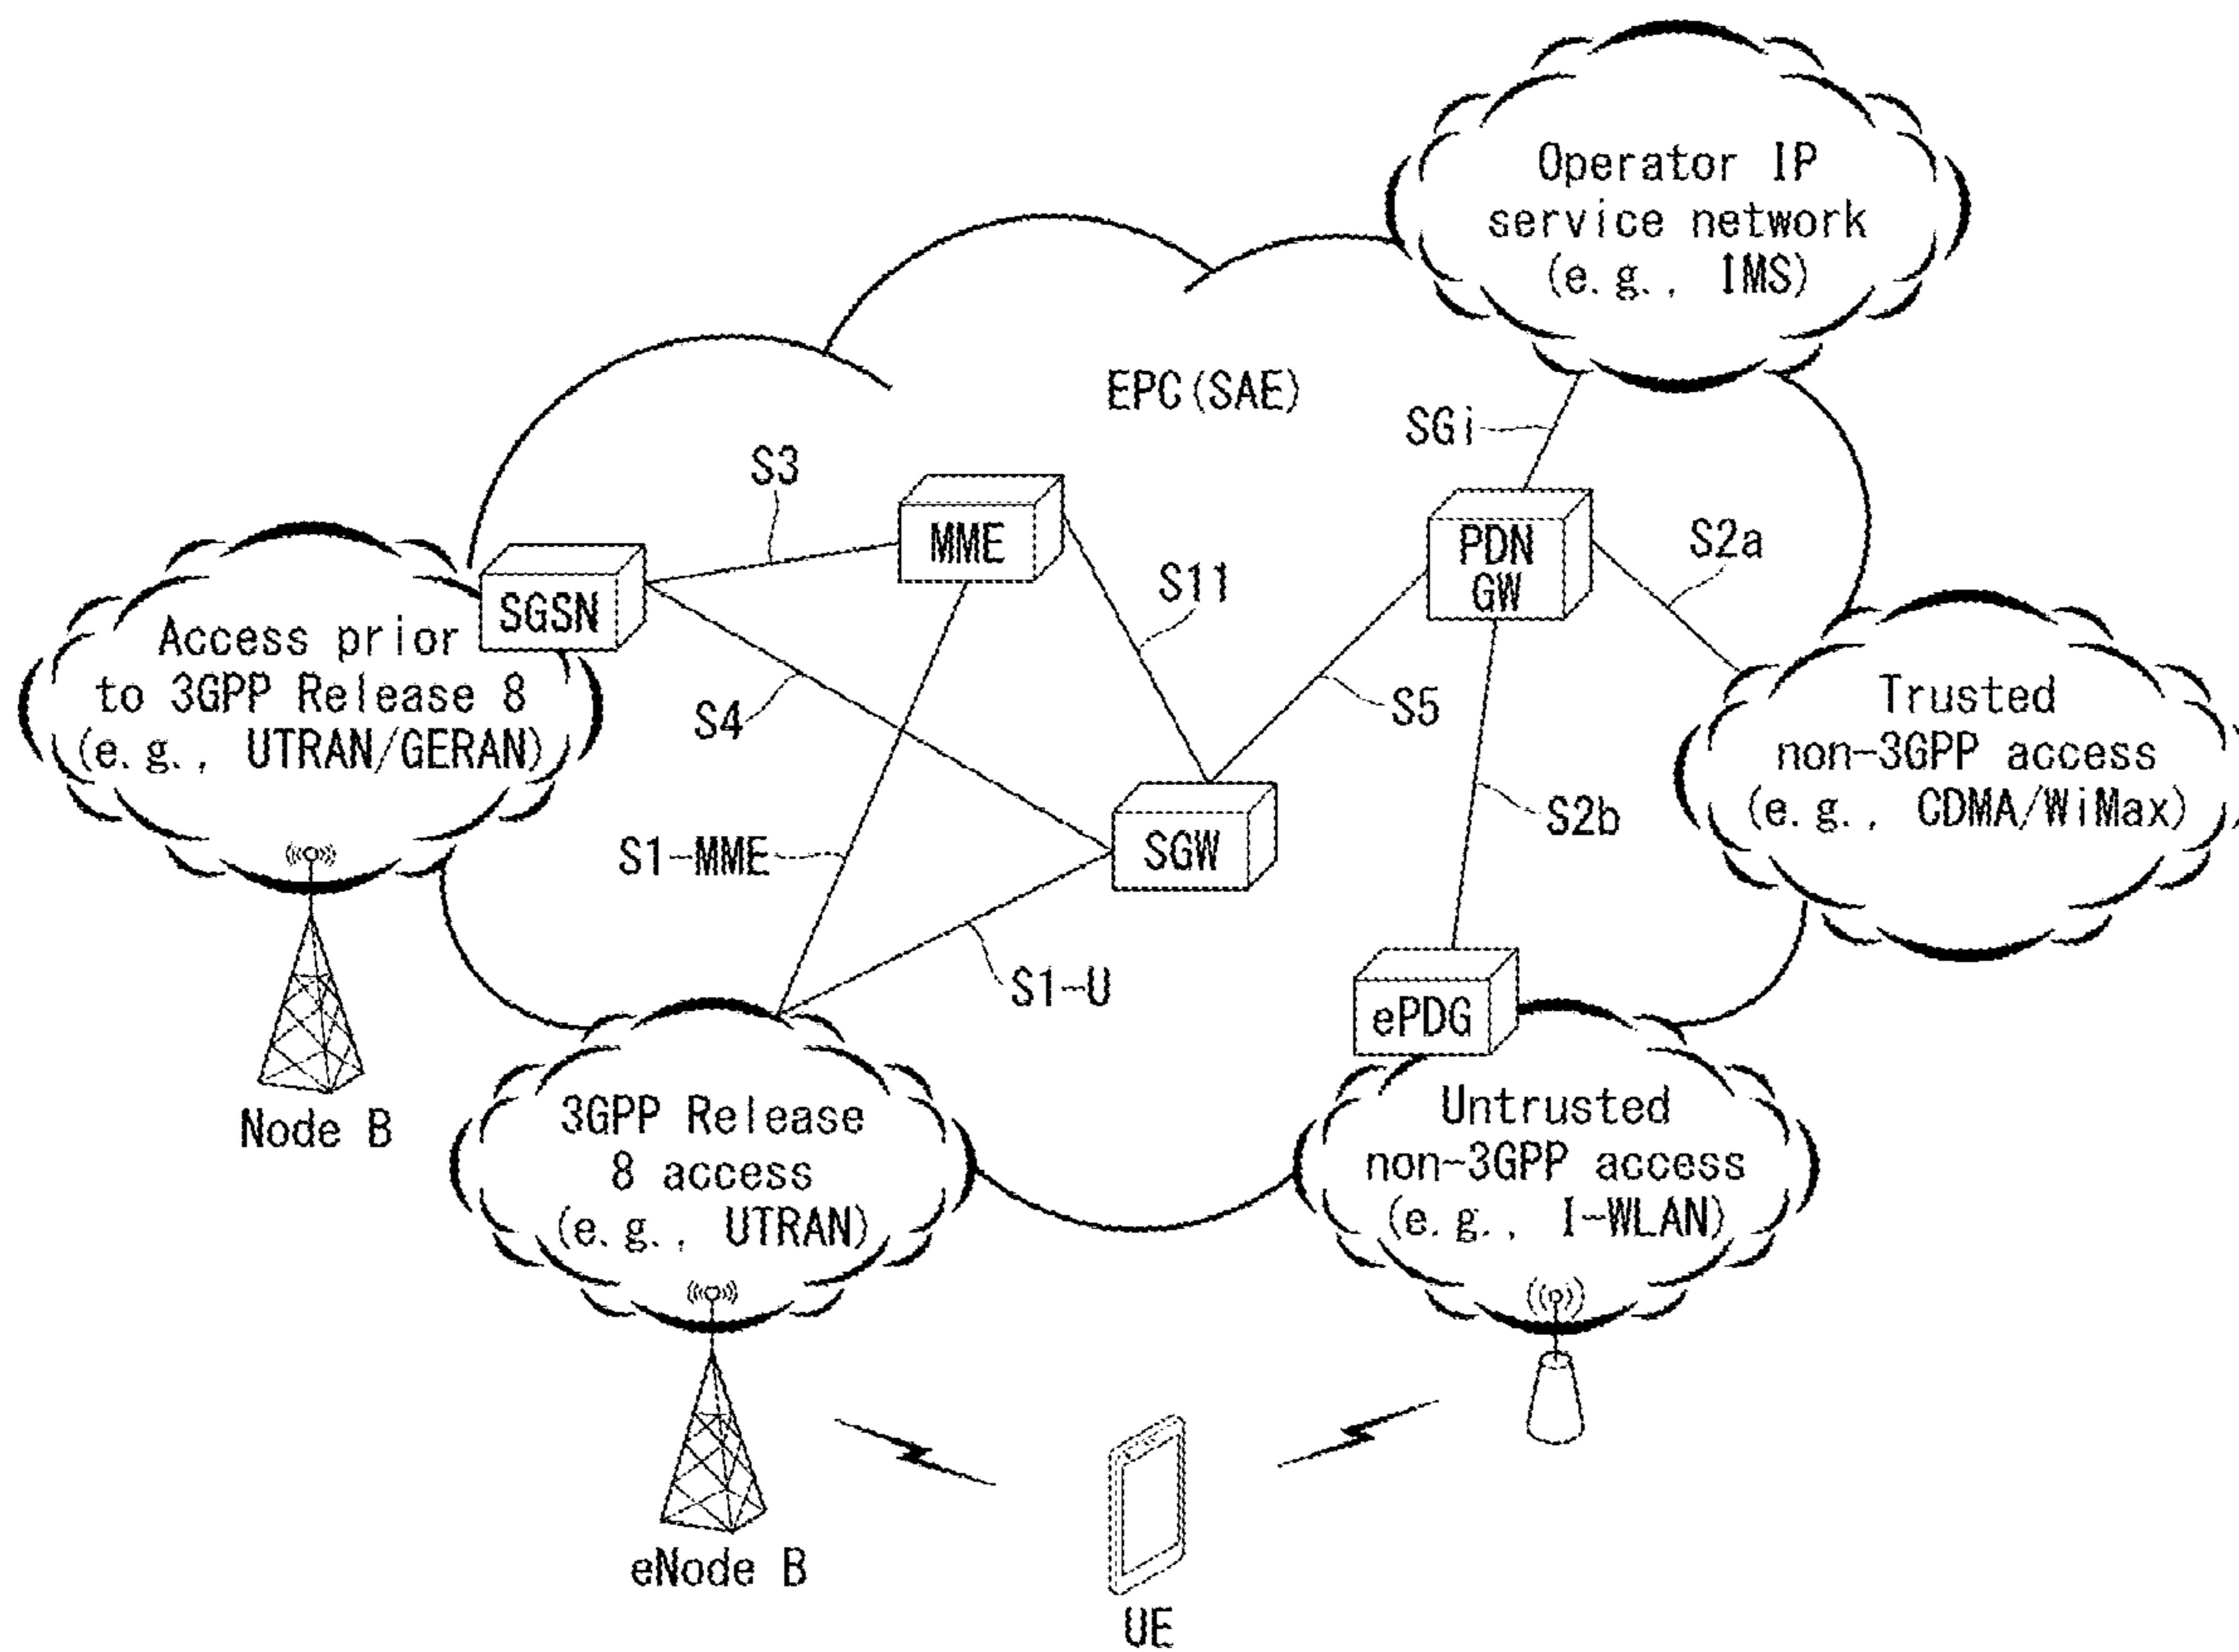 Operator IP
service network
(e.g., IMS)
EPC(SAE)
SGi
S3
MME
PDN
GW
S2a
SGSN
S11
Access prior
to 3GPP Release 8
(e.g., UTRAN/GERAN)
S4
S5
Trusted
non-3GPP access
(e.g., CDMA/WiMax)
S1-MME
SGW
S2b
S1-U
ePDG
Node B
3GPP Release
8 access
(e.g., UTRAN)
Untrusted
non-3GPP access
(e.g., I-WLAN)
eNode B
UE